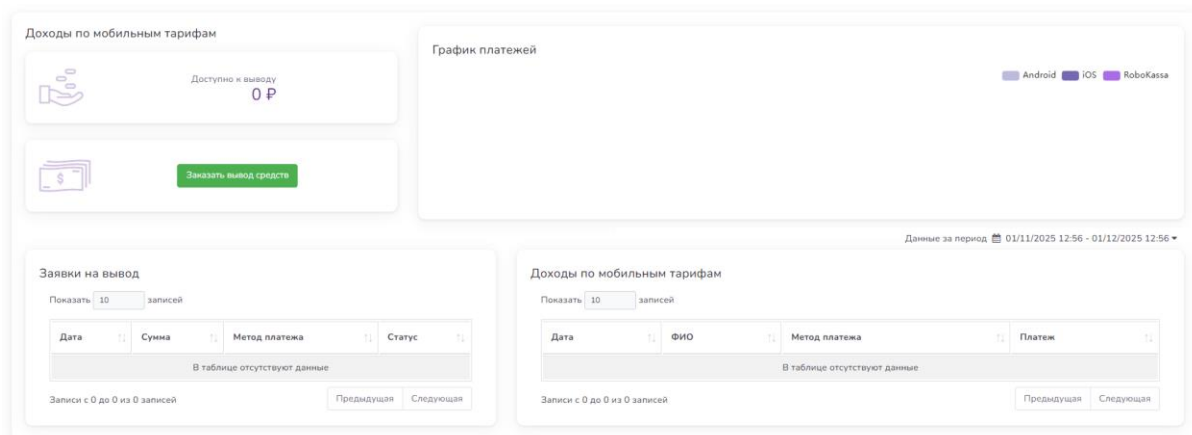 Доходы по мобильным тарифам
Доступно к выводу
0 ₽
$
Заказать вывод средств
График платежей
Android iOS RoboKassa
Данные за период 01/11/2025 12:56 - 01/12/2025 12:56
Заявки на вывод
Показать 10 записей
Дата Сумма Метод платежа Статус
В таблице отсутствуют данные
Записи с 0 до 0 из 0 записей
Предыдущая Следующая
Доходы по мобильным тарифам
Показать 10 записей
Дата ФИО Метод платежа Платеж
В таблице отсутствуют данные
Записи с 0 до 0 из 0 записей
Предыдущая Следующая